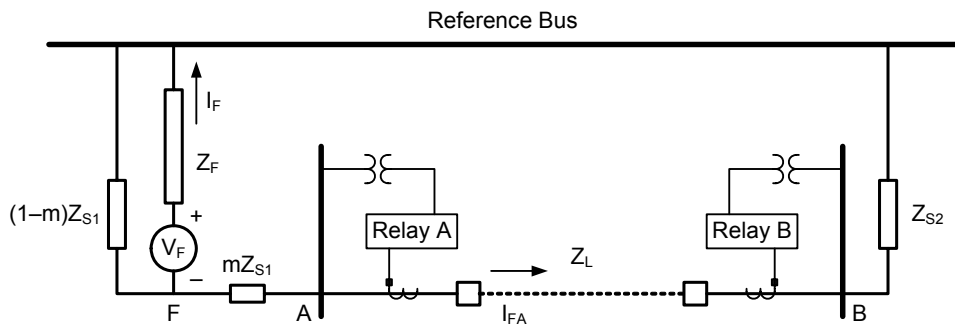 Reference Bus
I_F
Z_F
(1–m)Z_S1
+
V_F
–
mZ_S1
F
A
Relay A
Z_L
I_FA
Relay B
B
Z_S2